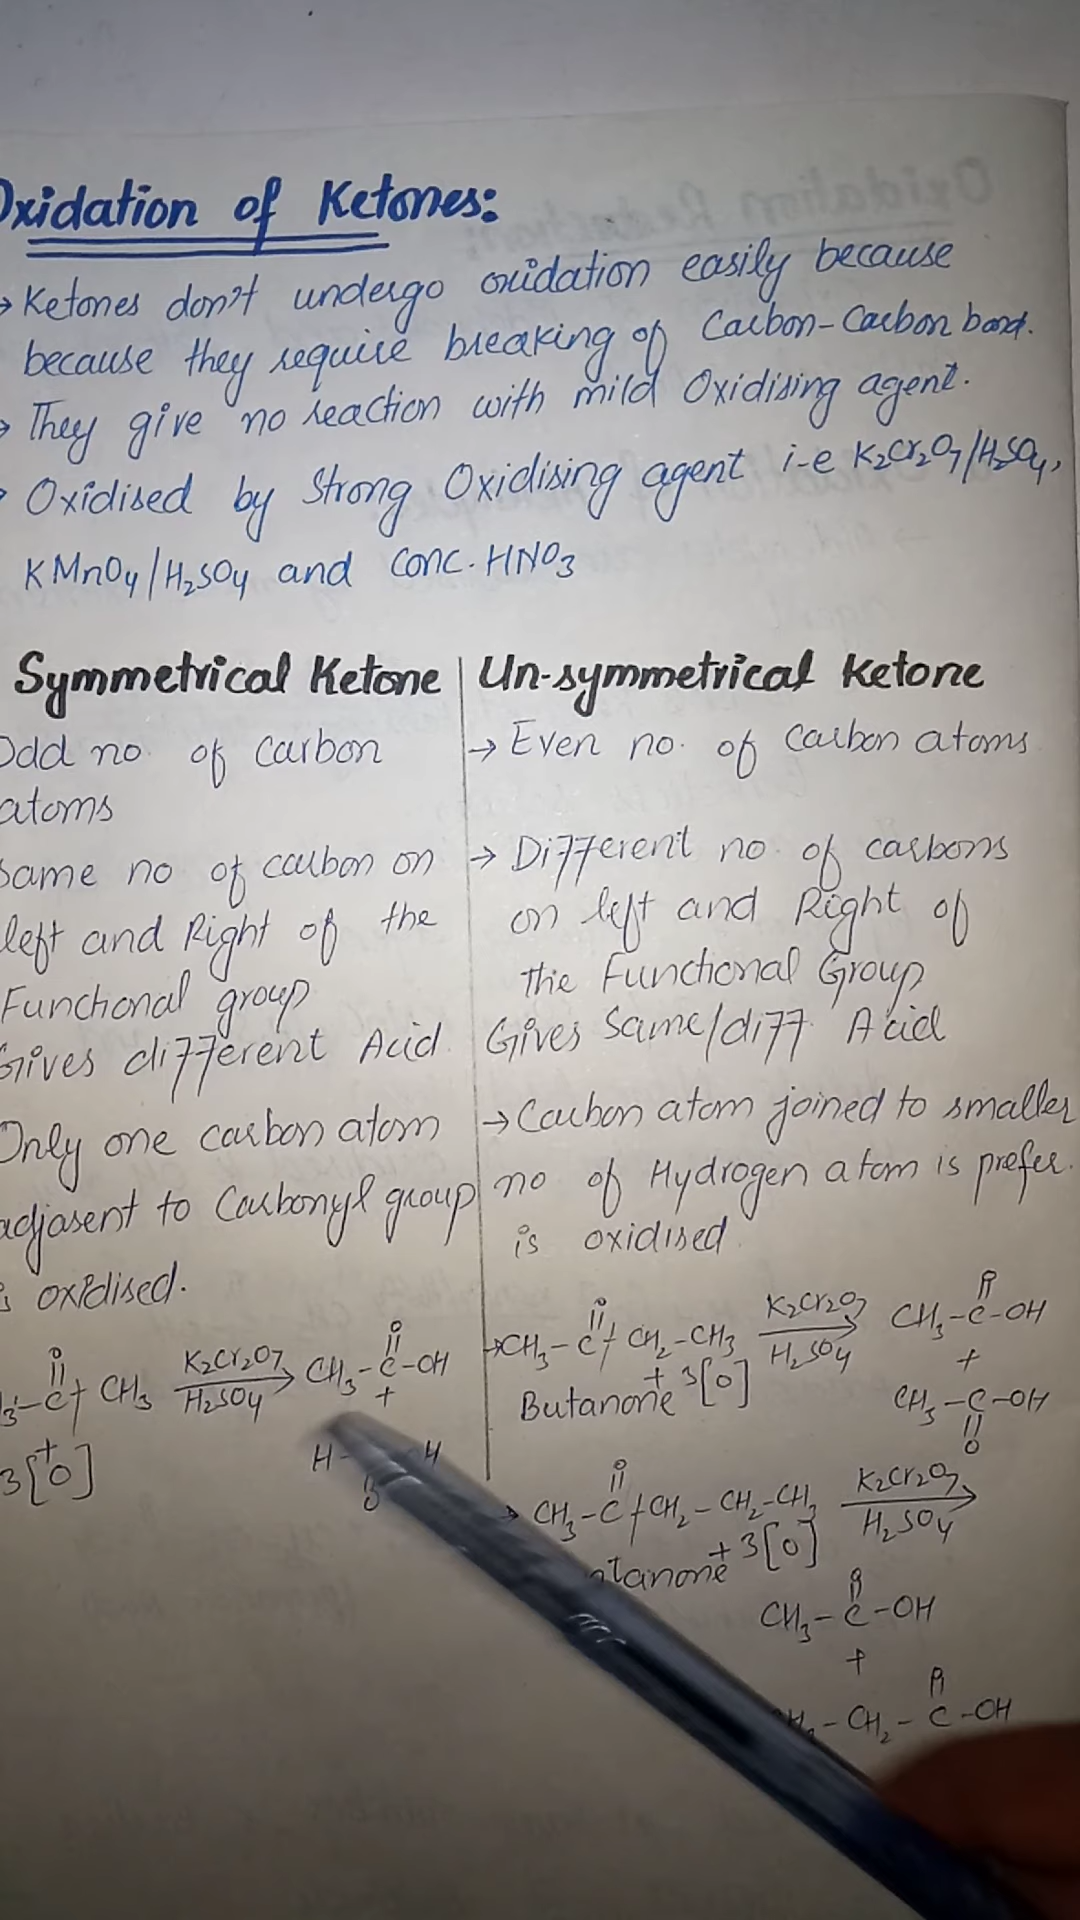 Oxidation of Ketones:
→ Ketones don't undergo oxidation easily because
because they require breaking of Carbon-Carbon bond.
→ They give no reaction with mild Oxidising agent.
→ Oxidised by Strong Oxidising agent i-e K₂Cr₂O₇/H₂SO₄,
KMnO₄/H₂SO₄ and Conc. HNO₃
Symmetrical Ketone
Odd no. of Carbon
atoms
Same no of carbon on
left and Right of the
Functional group
Gives different Acid.
Only one carbon atom
adjasent to Carbonyl group
is oxidised.
O O
₃-C+CH₃ K₂Cr₂O₇ CH₃-C-OH
H₂SO₄ +
+
3[O] H-
O
Un-symmetrical Ketone
→ Even no. of Carbon atoms
→ Different no. of carbons
on left and Right of
the Functional Group
Gives Same/diff. Acid
→ Carbon atom joined to smaller
no of Hydrogen atom is prefer.
is oxidised
O O
→CH₃-C+CH₂-CH₃ K₂Cr₂O₇ CH₃-C-OH
H₂SO₄ +
+ 3[O]
Butanone CH₃-C-OH
O
O
→ CH₃-C+CH₂-CH₂-CH₃ K₂Cr₂O₇
H₂SO₄
+ 3[O]
tanone
O
CH₃-C-OH
+
O
-CH₂-C-OH